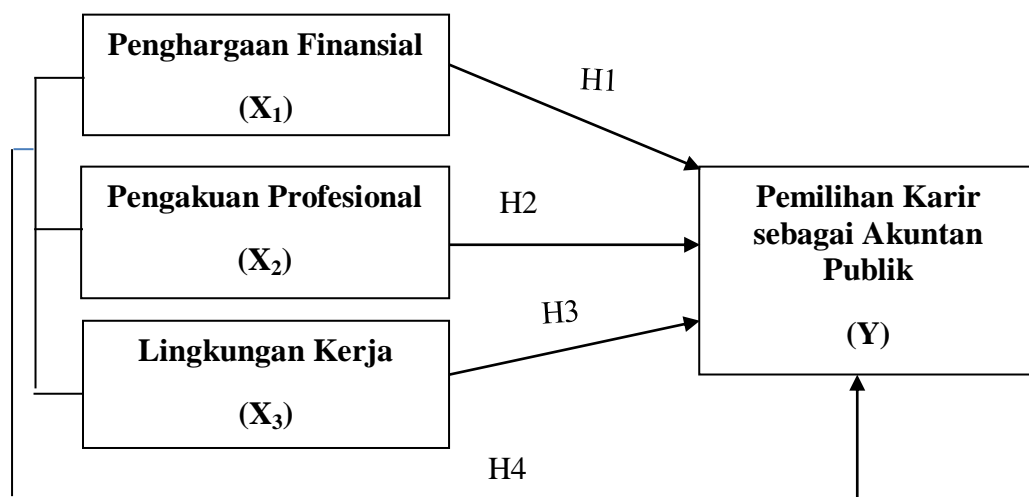 Penghargaan Finansial
(X₁)
H1
Pengakuan Profesional
(X₂)
H2
Lingkungan Kerja
(X₃)
H3
Pemilihan Karir
sebagai Akuntan
Publik
(Y)
H4